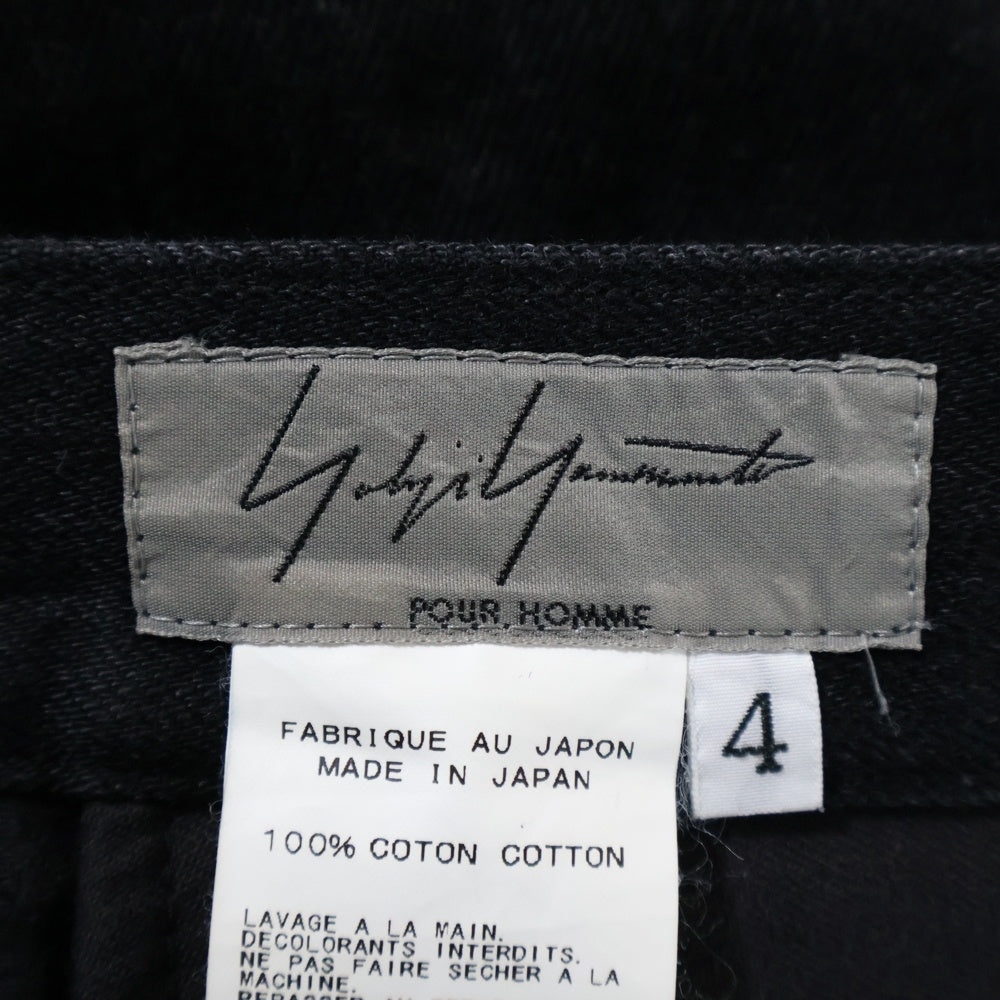 Yohji Yamamoto
POUR HOMME
4
FABRIQUE AU JAPON
MADE IN JAPAN
100% COTON COTTON
LAVAGE A LA MAIN.
DECOLORANTS INTERDITS.
NE PAS FAIRE SECHER A LA
MACHINE.
REPASSER